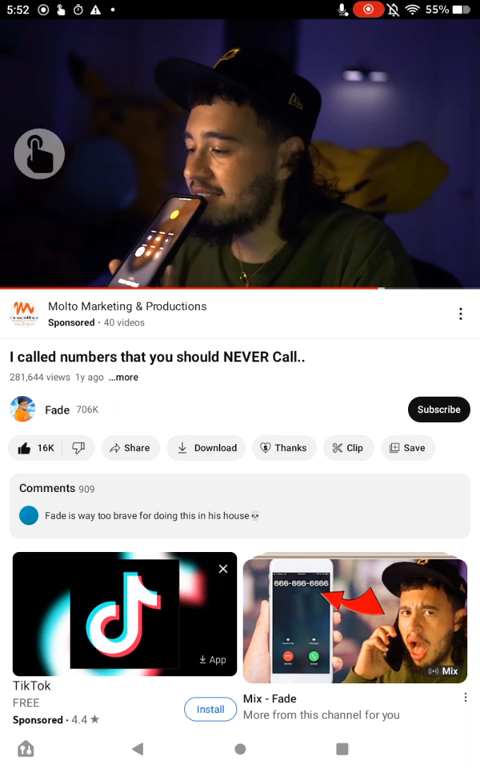 5:52
55%
Molto Marketing & Productions
Sponsored • 40 videos
I called numbers that you should NEVER Call..
281,644 views 1y ago ...more
Fade 706K
Subscribe
16K
Share
Download
Thanks
Clip
Save
Comments 909
Fade is way too brave for doing this in his house💀
App
666-666-6666
Mix
TikTok
FREE
Sponsored • 4.4 ★
Install
Mix - Fade
More from this channel for you